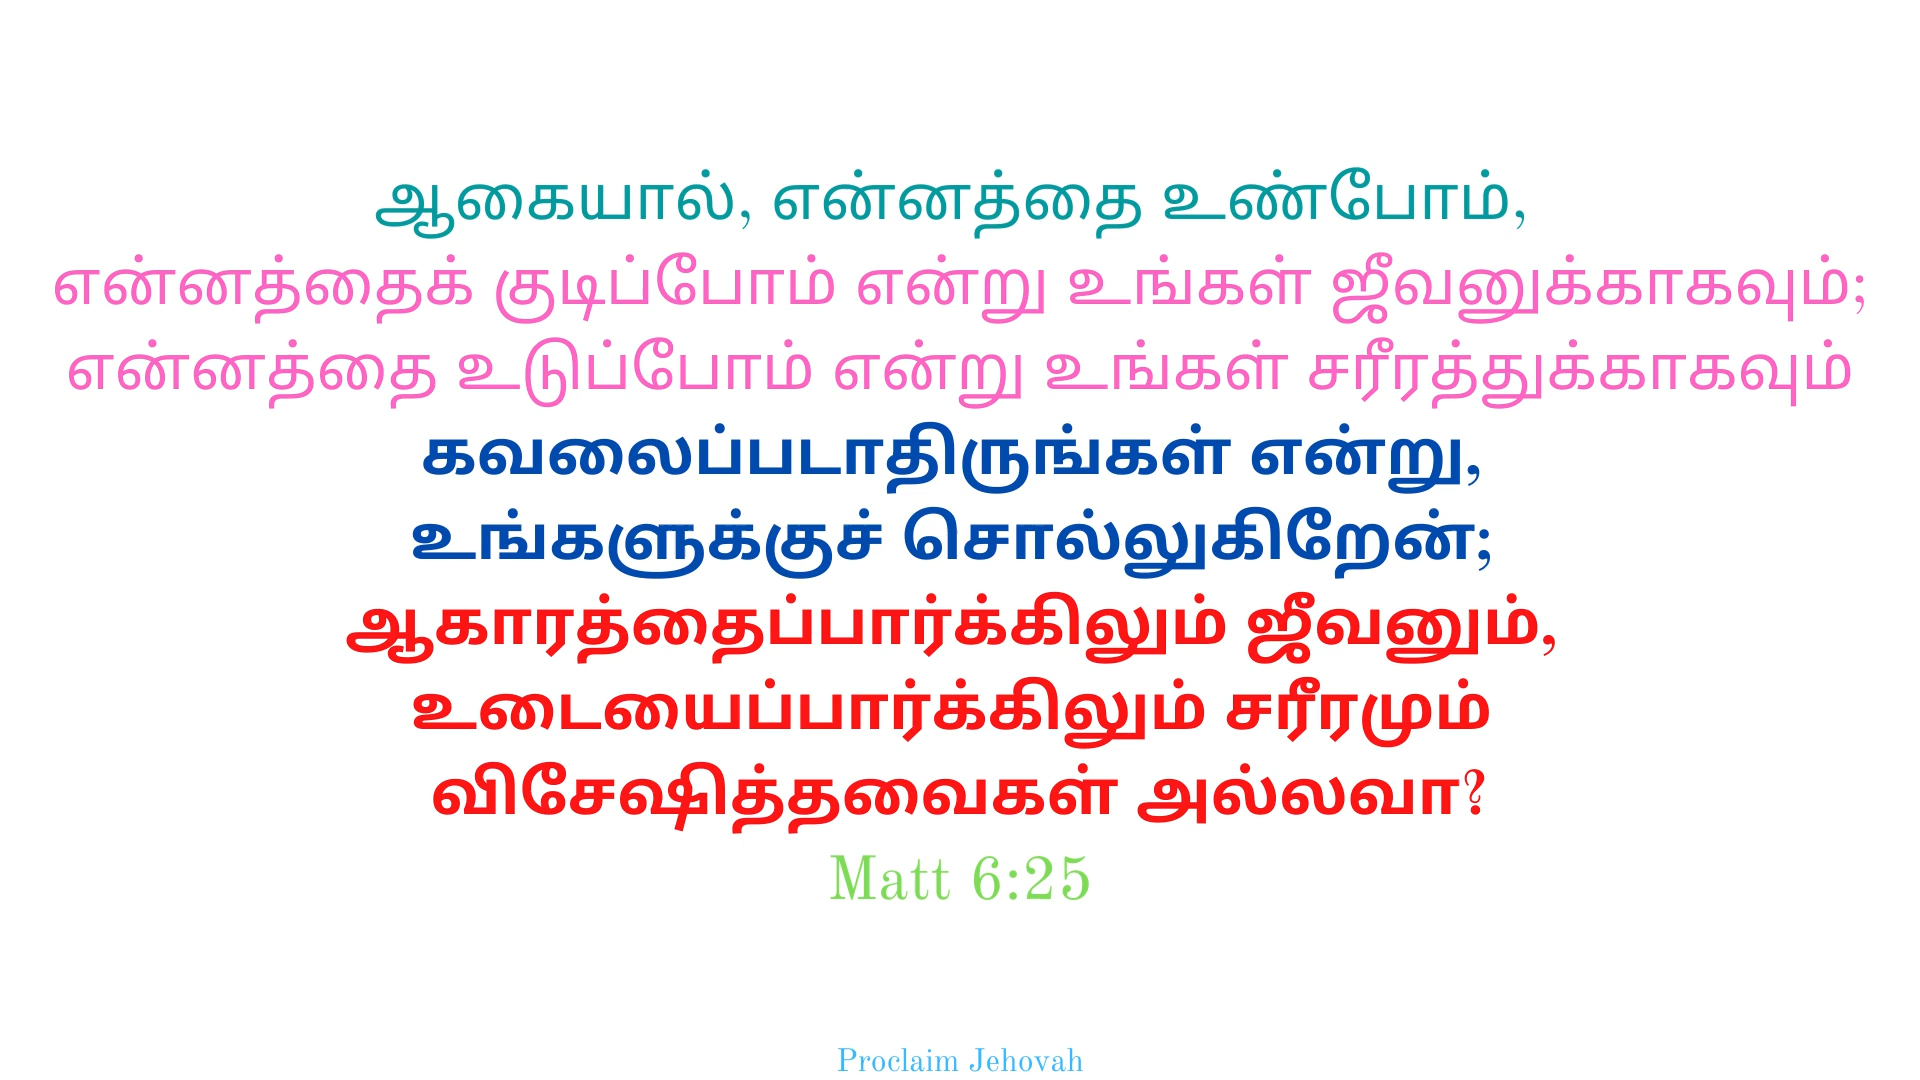 ஆகையால், என்னத்தை உண்போம்,
என்னத்தைக் குடிப்போம் என்று உங்கள் ஜீவனுக்காகவும்;
என்னத்தை உடுப்போம் என்று உங்கள் சரீரத்துக்காகவும்
கவலைப்படாதிருங்கள் என்று,
உங்களுக்குச் சொல்லுகிறேன்;
ஆகாரத்தைப்பார்க்கிலும் ஜீவனும்,
உடையைப்பார்க்கிலும் சரீரமும்
விசேஷித்தவைகள் அல்லவா?
Matt 6:25
Proclaim Jehovah